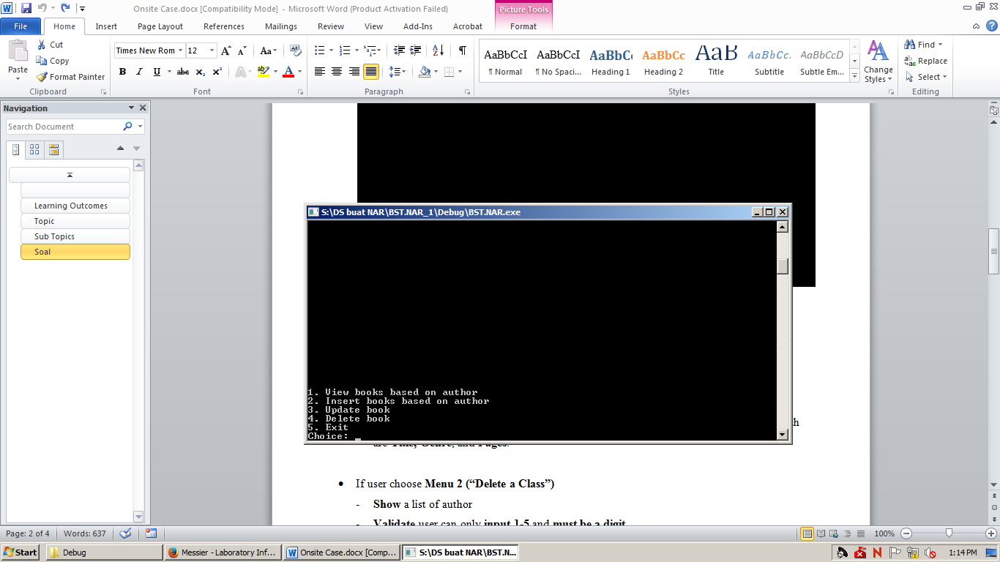 Onsite Case.docx [Compatibility Mode] - Microsoft Word (Product Activation Failed)
Picture Tools
File Home Insert Page Layout References Mailings Review View Add-Ins Acrobat Format
Paste
Cut
Copy
Format Painter
Clipboard
Times New Rom 12
Font
Paragraph
AaBbCcI AaBbCcI AaBbCc AaBbCc AaB AaBbCc. AaBbCcD
¶ Normal ¶ No Spaci... Heading 1 Heading 2 Title Subtitle Subtle Em...
Change Styles
Styles
Find
Replace
Select
Editing
Navigation
Search Document
Learning Outcomes
Topic
Sub Topics
Soal
S:\DS buat NAR\BST.NAR_1\Debug\BST.NAR.exe
1. View books based on author
2. Insert books based on author
3. Update book
4. Delete book
5. Exit
Choice: _
are Title, Genre, and Pages.
• If user choose Menu 2 (“Delete a Class”)
- Show a list of author
- Validate user can only input 1-5 and must be a digit
Page: 2 of 4 Words: 637 100%
Start Debug Messier - Laboratory Inf... Onsite Case.docx [Comp... S:\DS buat NAR\BST.N... 1:14 PM